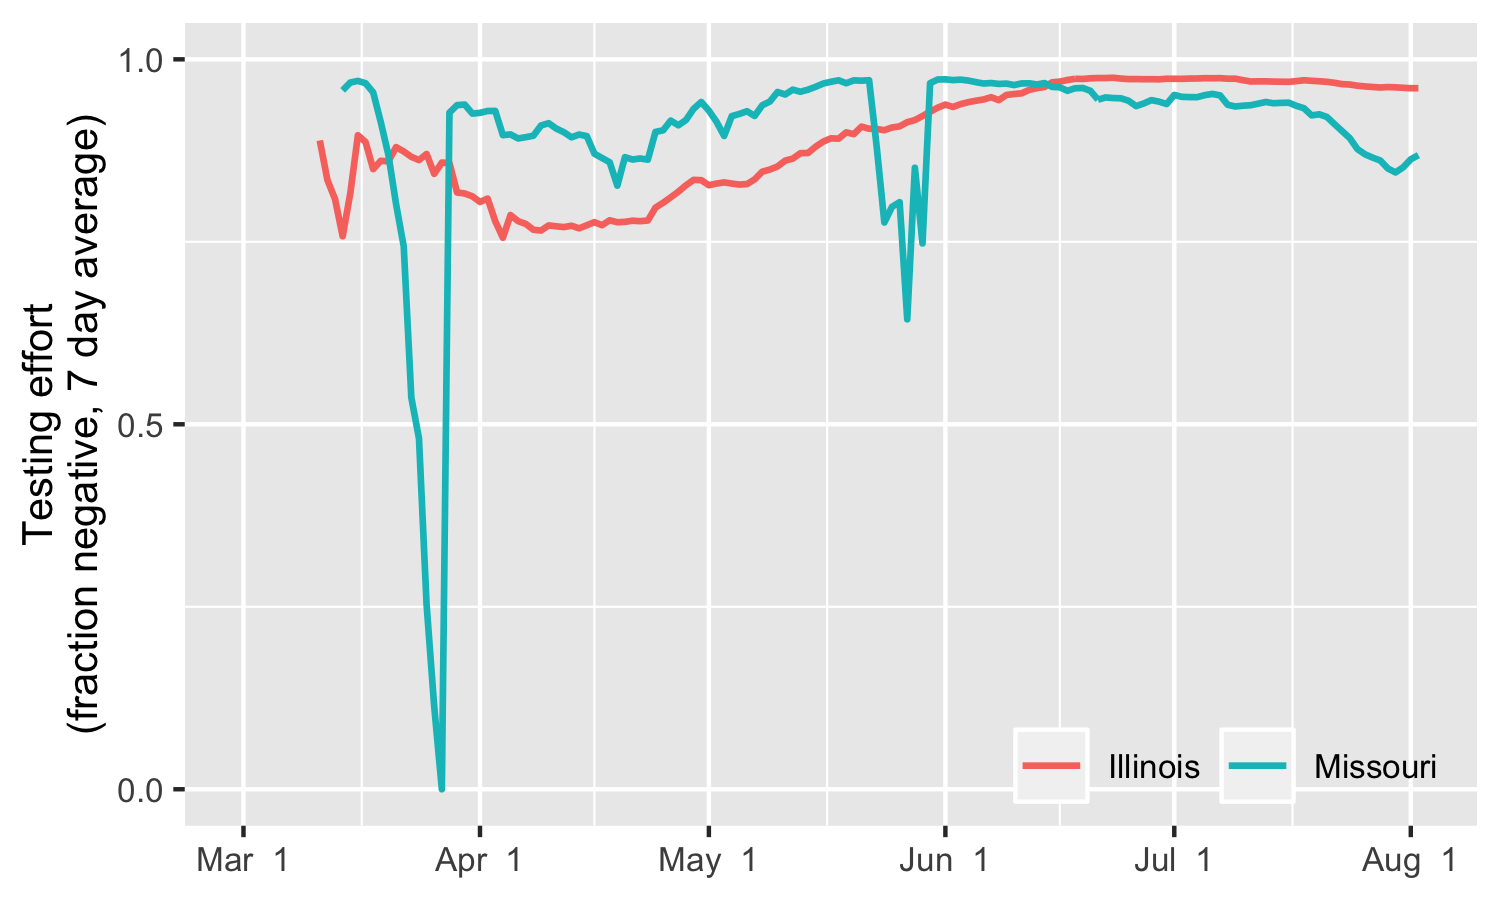 Testing effort
(fraction negative, 7 day average)
1.0
0.5
0.0
Illinois
Missouri
Mar 1
Apr 1
May 1
Jun 1
Jul 1
Aug 1